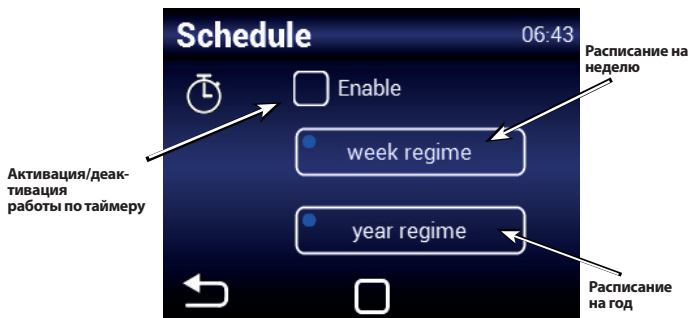 Schedule 06:43
Расписание на
неделю
Enable
week regime
Активация/деак-
тивация
работы по таймеру
year regime
Расписание
на год